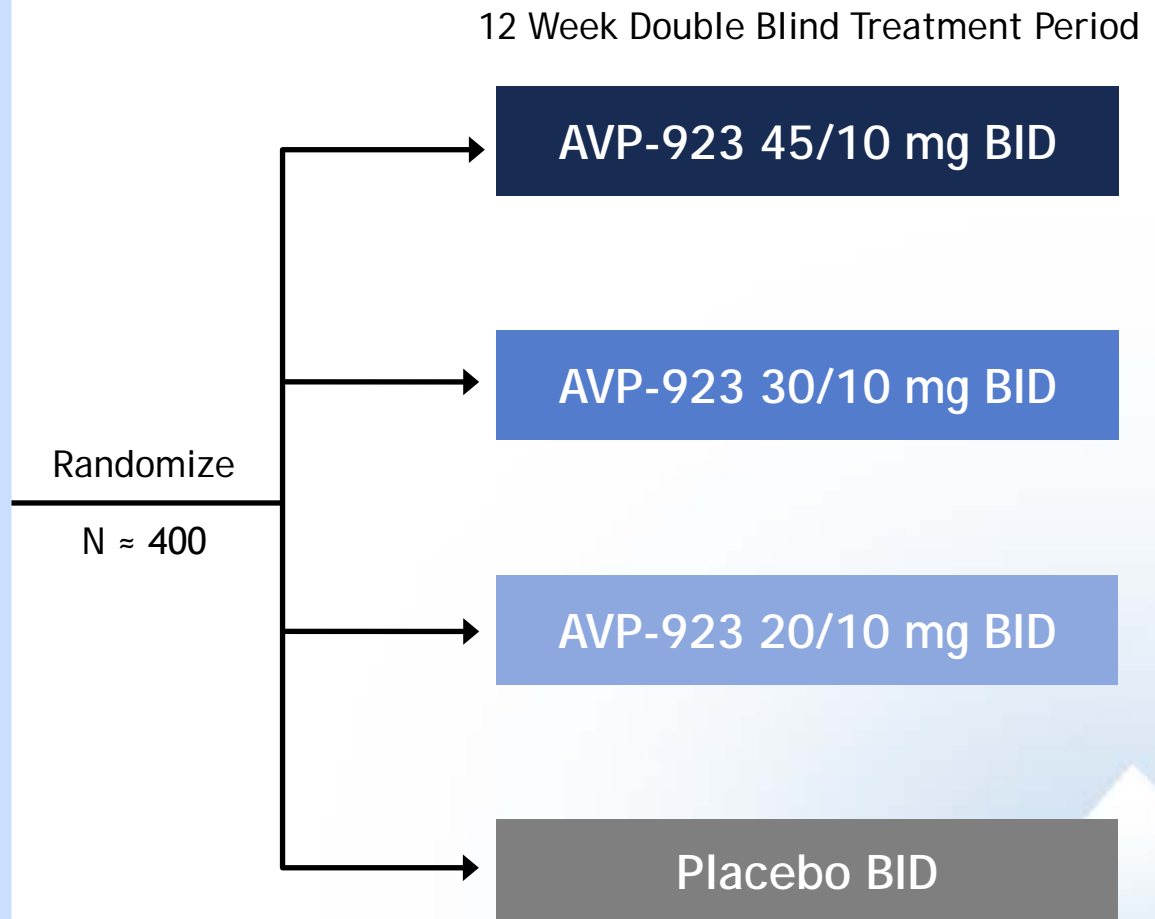 12 Week Double Blind Treatment Period
AVP-923 45/10 mg BID
AVP-923 30/10 mg BID
Randomize
N ≈ 400
AVP-923 20/10 mg BID
Placebo BID